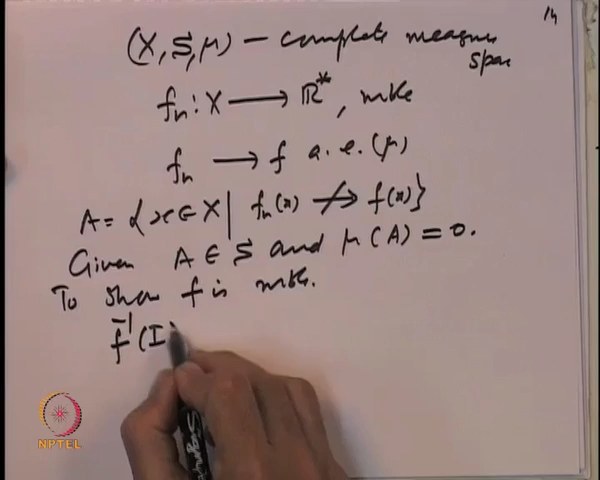 14
(X, S, μ) – complete measure
space
fₙ : X ⟶ ℝ*, mble
fₙ ⟶ f a.e. (μ)
A = {x ∈ X | fₙ(x) ↛ f(x)}
Given A ∈ S and μ(A) = 0.
To show f is mble.
f⁻¹(I)
NPTEL